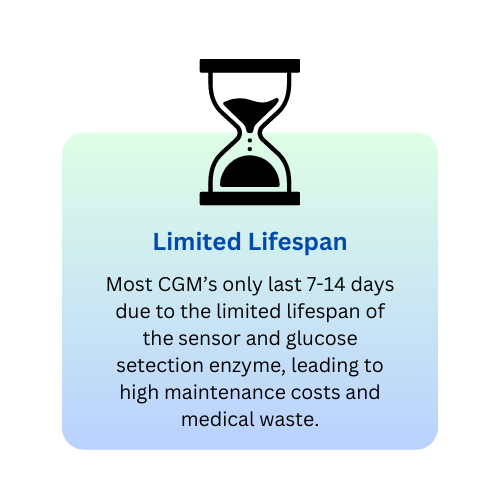 Limited Lifespan
Most CGM’s only last 7-14 days
due to the limited lifespan of
the sensor and glucose
setection enzyme, leading to
high maintenance costs and
medical waste.